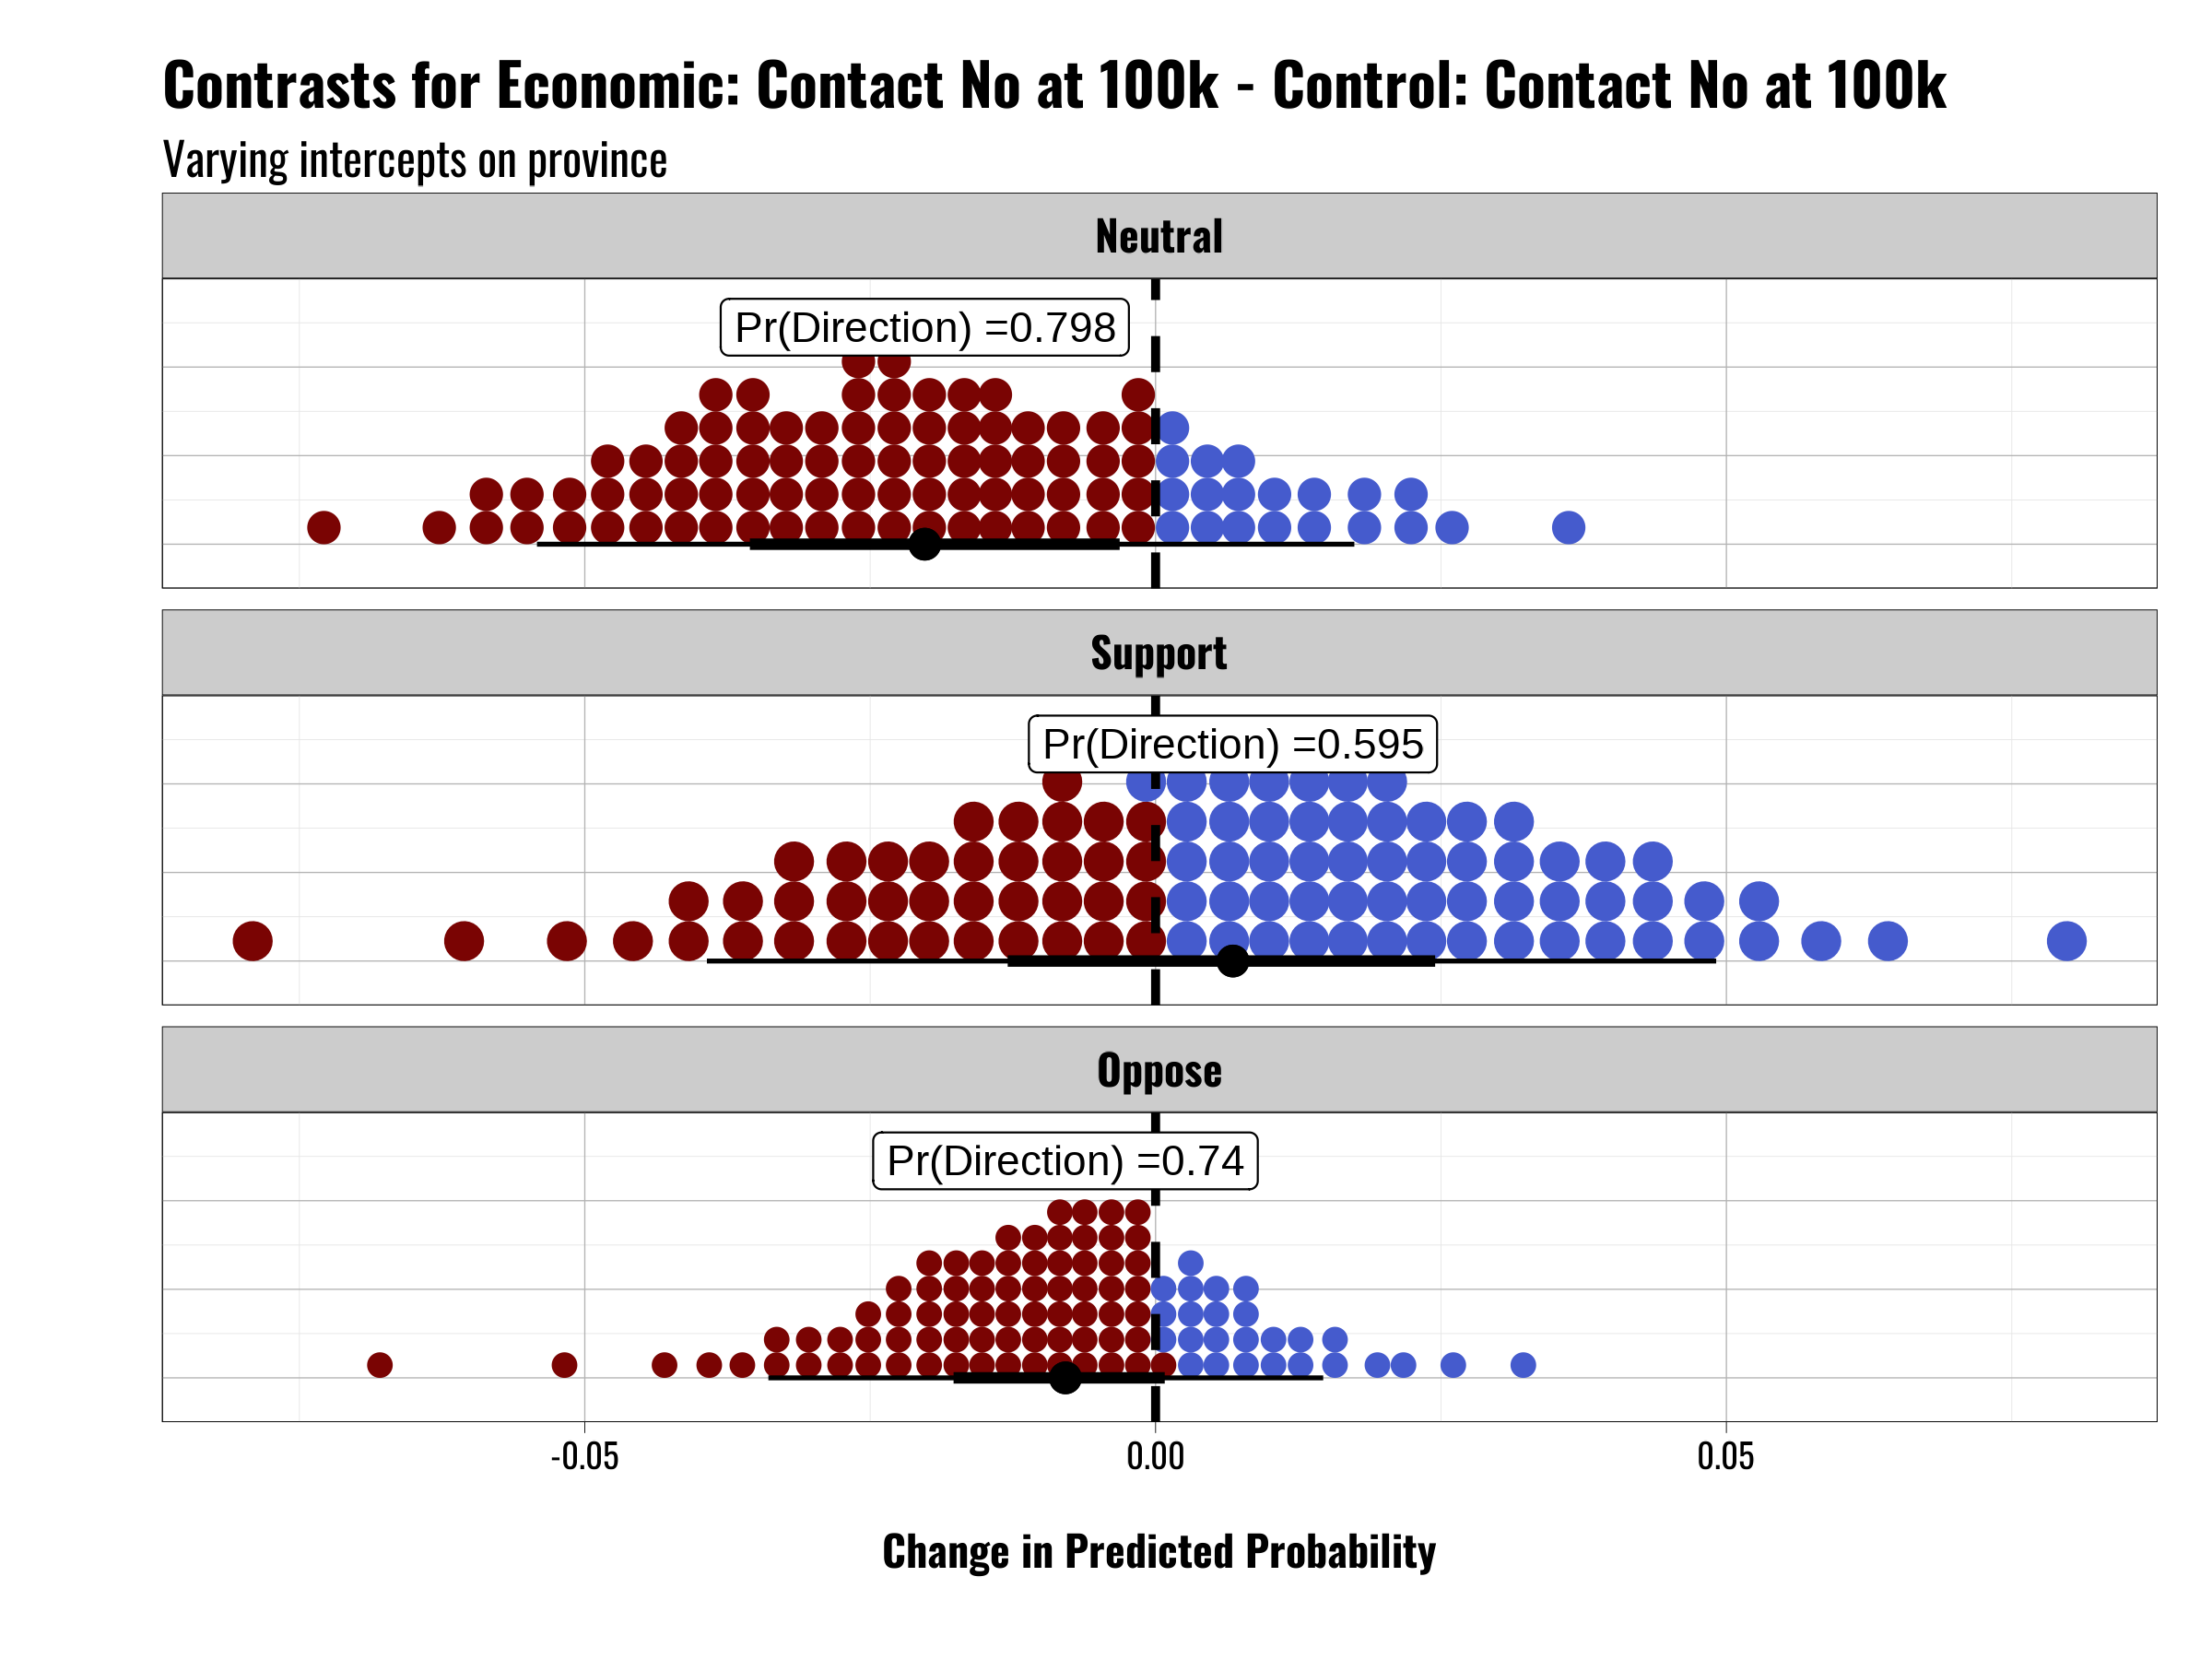 Contrasts for Economic: Contact No at 100k - Control: Contact No at 100k
Varying intercepts on province
Neutral
Pr(Direction) =0.798
Support
Pr(Direction) =0.595
Oppose
Pr(Direction) =0.74
-0.05 0.00 0.05
Change in Predicted Probability